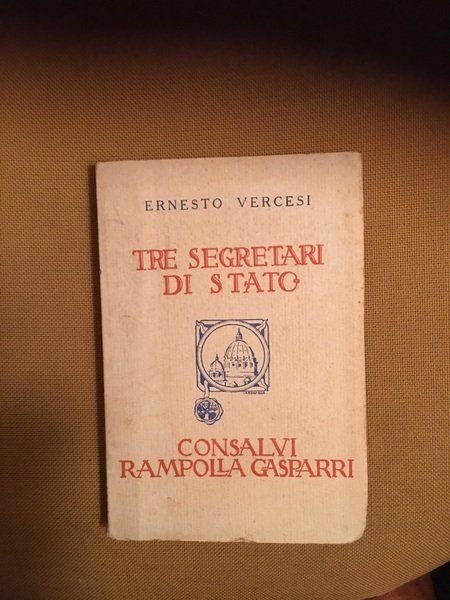 ERNESTO VERCESI
TRE SEGRETARI
DI STATO
CONSALVI
RAMPOLLA GASPARRI